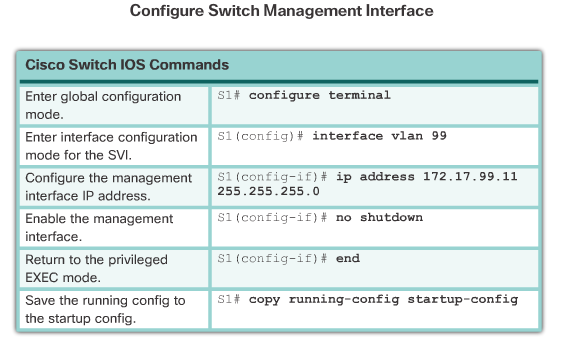 Configure Switch Management Interface
Cisco Switch IOS Commands
Enter global configuration
mode.
S1# configure terminal
Enter interface configuration
mode for the SVI.
S1(config)# interface vlan 99
Configure the management
interface IP address.
S1(config-if)# ip address 172.17.99.11
255.255.255.0
Enable the management
interface.
S1(config-if)# no shutdown
Return to the privileged
EXEC mode.
S1(config-if)# end
Save the running config to
the startup config.
S1# copy running-config startup-config